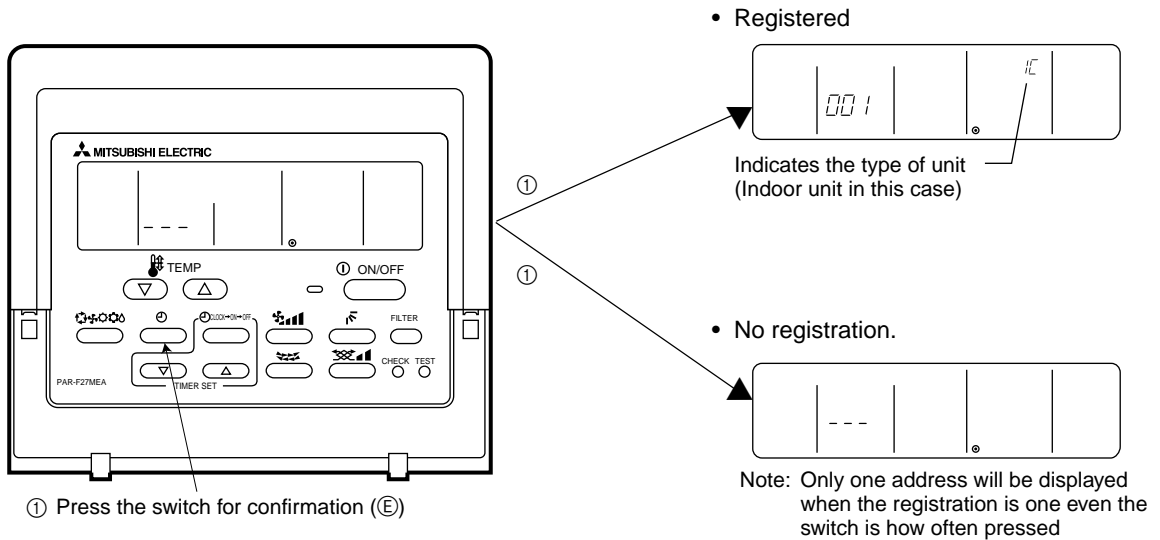 MITSUBISHI ELECTRIC
- - -
TEMP
ON/OFF
CLOCK→ON→OFF
FILTER
CHECK TEST
PAR-F27MEA
TIMER SET
① Press the switch for confirmation (Ⓔ)
①
①
• Registered
001
IC
Indicates the type of unit
(Indoor unit in this case)
• No registration.
- - -
Note: Only one address will be displayed
when the registration is one even the
switch is how often pressed